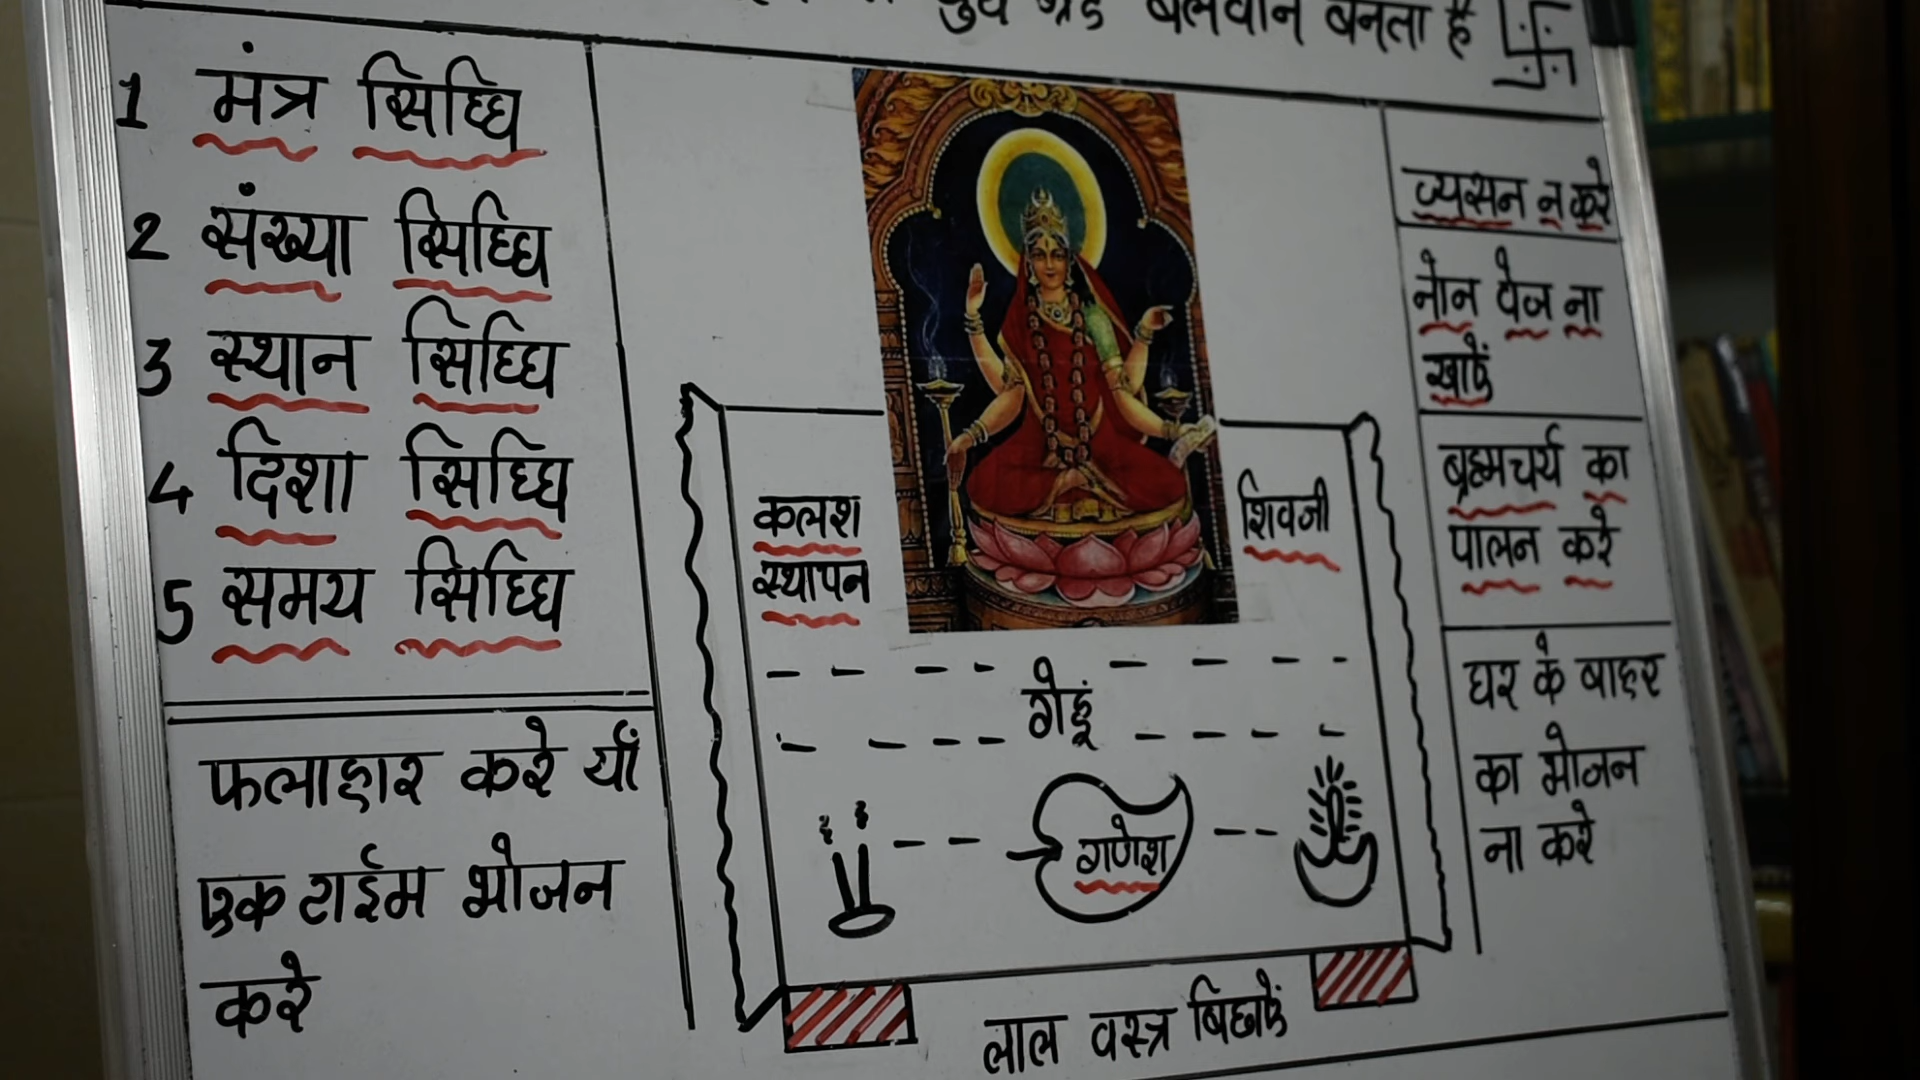 ग्रह बलवान बनता है
1 मंत्र सिध्धि
2 संख्या सिध्धि
3 स्थान सिध्धि
4 दिशा सिध्धि
5 समय सिध्धि
फलाहार करे याँ
एक टाईम भोजन
करे
कलश
स्थापन
शिवजी
गेहूं
गणेश
लाल वस्त्र बिछाएं
व्यसन न करे
नोन वेज ना
खाएं
ब्रह्मचर्य का
पालन करे
घर के बाहर
का भोजन
ना करे